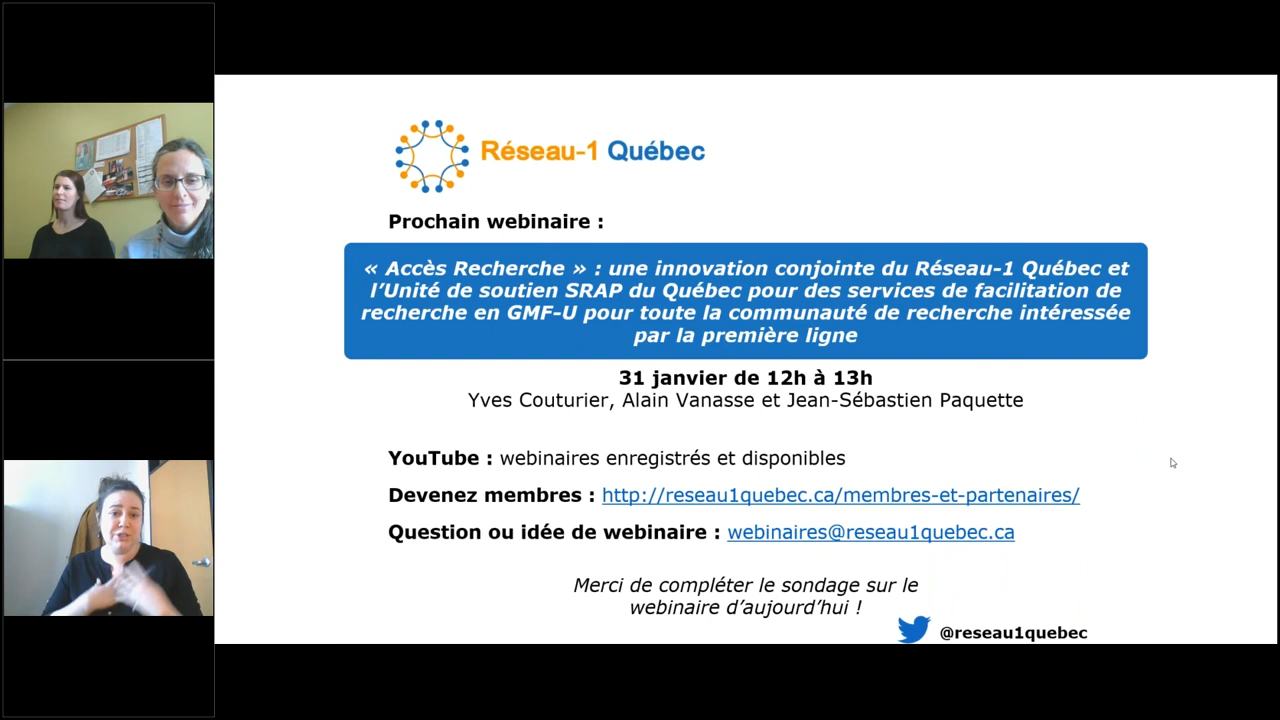 Réseau-1 Québec
Prochain webinaire :
« Accès Recherche » : une innovation conjointe du Réseau-1 Québec et
l’Unité de soutien SRAP du Québec pour des services de facilitation de
recherche en GMF-U pour toute la communauté de recherche intéressée
par la première ligne
31 janvier de 12h à 13h
Yves Couturier, Alain Vanasse et Jean-Sébastien Paquette
YouTube : webinaires enregistrés et disponibles
Devenez membres : http://reseau1quebec.ca/membres-et-partenaires/
Question ou idée de webinaire : webinaires@reseau1quebec.ca
Merci de compléter le sondage sur le
webinaire d’aujourd’hui !
@reseau1quebec